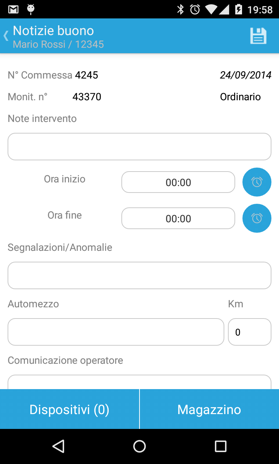 19:58
Notizie buono
Mario Rossi / 12345
N° Commessa 4245 24/09/2014
Monit. n° 43370 Ordinario
Note intervento
Ora inizio 00:00
Ora fine 00:00
Segnalazioni/Anomalie
Automezzo Km
0
Comunicazione operatore
Dispositivi (0) Magazzino